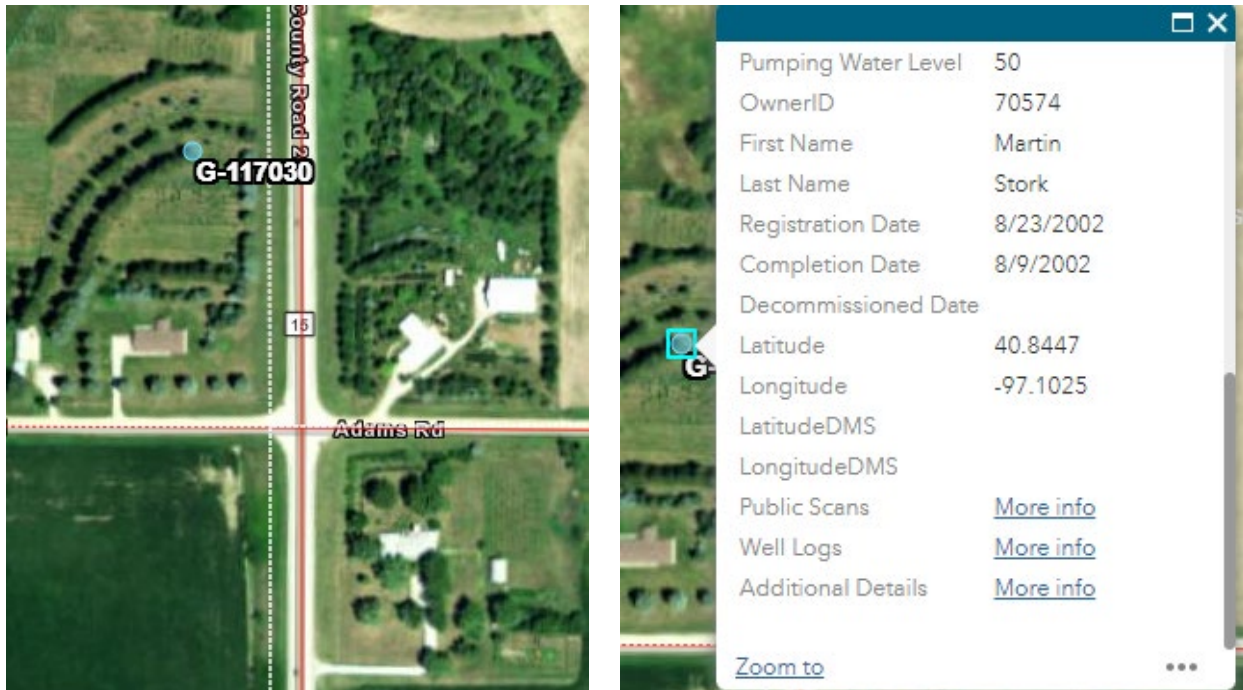 County Road 2
G-117030
15
Adams Rd
Pumping Water Level 50
OwnerID 70574
First Name Martin
Last Name Stork
Registration Date 8/23/2002
Completion Date 8/9/2002
Decommissioned Date
Latitude 40.8447
Longitude -97.1025
LatitudeDMS
LongitudeDMS
Public Scans More info
Well Logs More info
Additional Details More info
Zoom to
G-